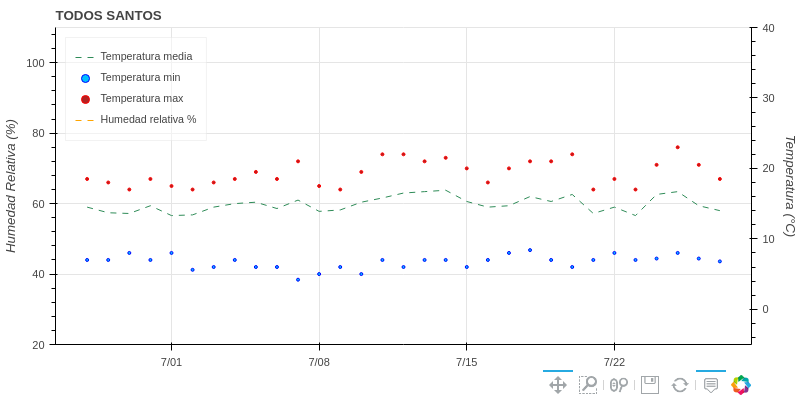 TODOS SANTOS
Temperatura media
Temperatura min
Temperatura max
Humedad relativa %
Humedad Relativa (%)
100
80
60
40
20
Temperatura (°C)
40
30
20
10
0
7/01
7/08
7/15
7/22